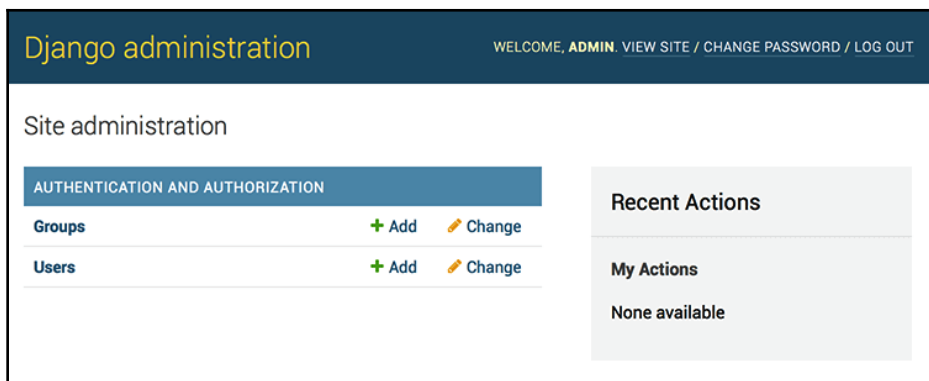 Django administration
WELCOME, ADMIN. VIEW SITE / CHANGE PASSWORD / LOG OUT
Site administration
AUTHENTICATION AND AUTHORIZATION
Groups + Add Change
Users + Add Change
Recent Actions
My Actions
None available